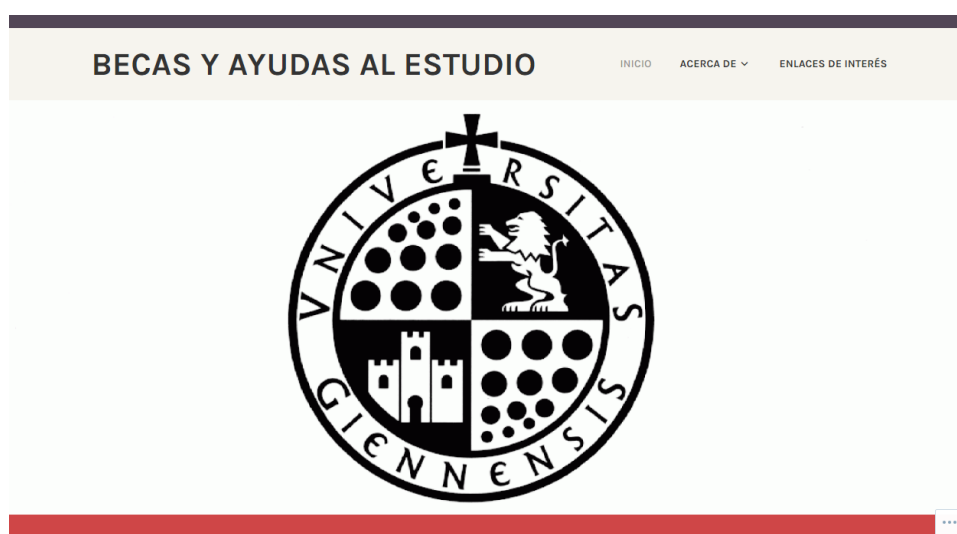 BECAS Y AYUDAS AL ESTUDIO
INICIO
ACERCA DE
ENLACES DE INTERÉS
VNIVERSITAS
GIENNENSIS